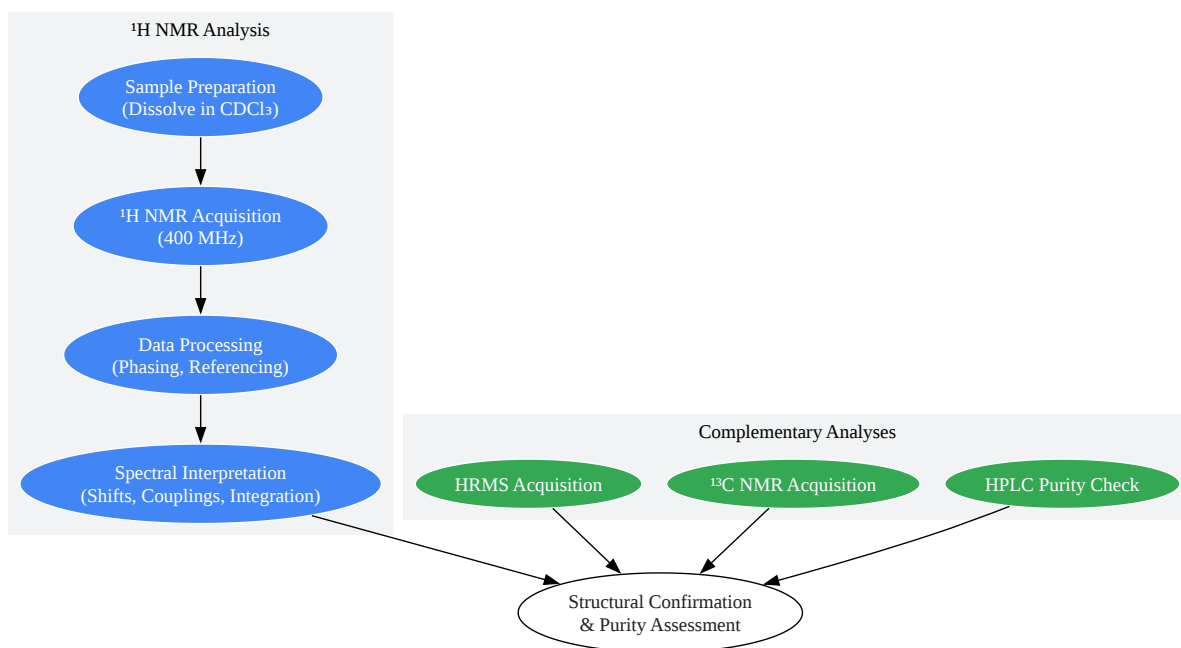 ¹H NMR Analysis
Sample Preparation
(Dissolve in CDCl₃)
¹H NMR Acquisition
(400 MHz)
Data Processing
(Phasing, Referencing)
Spectral Interpretation
(Shifts, Couplings, Integration)
Complementary Analyses
HRMS Acquisition
¹³C NMR Acquisition
HPLC Purity Check
Structural Confirmation
& Purity Assessment